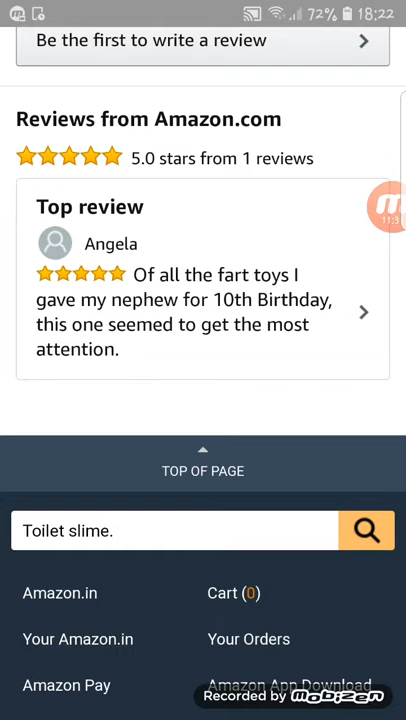 72% 18:22
Be the first to write a review
Reviews from Amazon.com
5.0 stars from 1 reviews
Top review
11:3
Angela
Of all the fart toys I
gave my nephew for 10th Birthday,
this one seemed to get the most
attention.
TOP OF PAGE
Toilet slime.
Amazon.in Cart (0)
Your Amazon.in Your Orders
Amazon Pay Amazon App Download
Recorded by mobizen